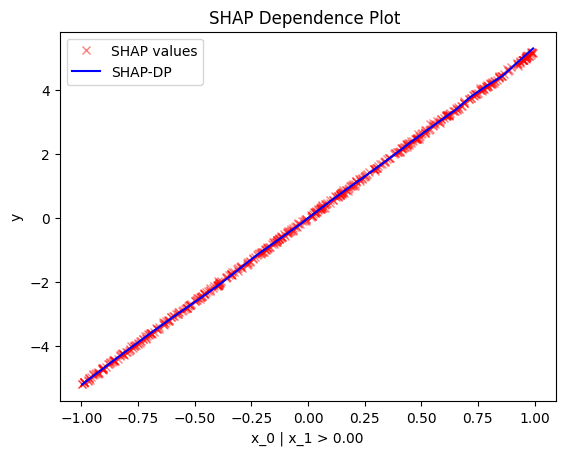 SHAP Dependence Plot
SHAP values
SHAP-DP
4
2
0
−2
−4
y
−1.00 −0.75 −0.50 −0.25 0.00 0.25 0.50 0.75 1.00
x_0 | x_1 > 0.00